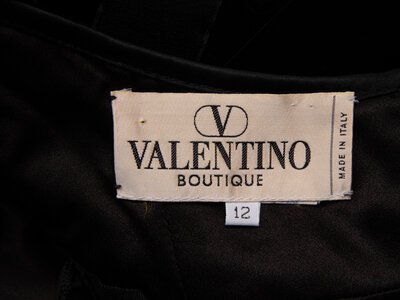 V
VALENTINO
BOUTIQUE
MADE IN ITALY
12